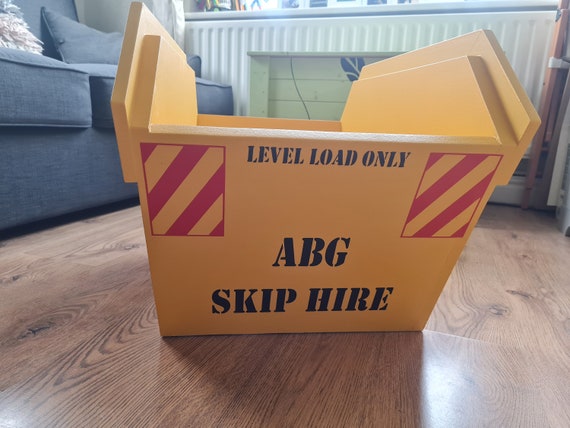 LEVEL LOAD ONLY
ABG
SKIP HIRE